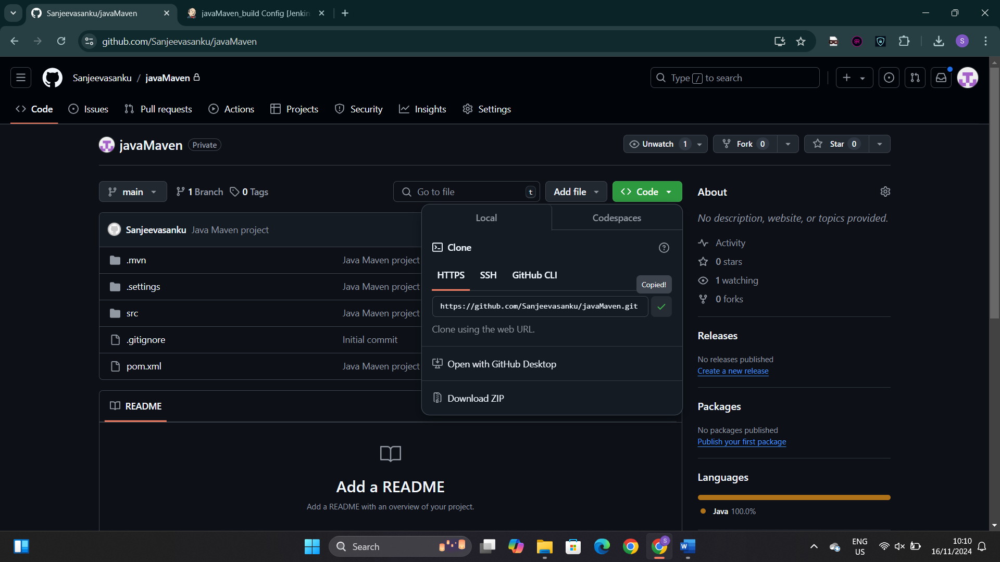 Sanjeevasanku/javaMaven
javaMaven_build Config [Jenkin
github.com/Sanjeevasanku/javaMaven
S
Sanjeevasanku / javaMaven
Type / to search
Code
Issues
Pull requests
Actions
Projects
Security
Insights
Settings
javaMaven Private
Unwatch 1
Fork 0
Star 0
main
1 Branch
0 Tags
Go to file t
Add file
Code
Sanjeevasanku Java Maven project
.mvn Java Maven project
.settings Java Maven project
src Java Maven project
.gitignore Initial commit
pom.xml Java Maven project
Local
Codespaces
Clone
HTTPS
SSH
GitHub CLI
Copied!
https://github.com/Sanjeevasanku/javaMaven.git
Clone using the web URL.
Open with GitHub Desktop
Download ZIP
README
Add a README
Add a README with an overview of your project.
About
No description, website, or topics provided.
Activity
0 stars
1 watching
0 forks
Releases
No releases published
Create a new release
Packages
No packages published
Publish your first package
Languages
Java 100.0%
Search
S
W
ENG
US
10:10
16/11/2024